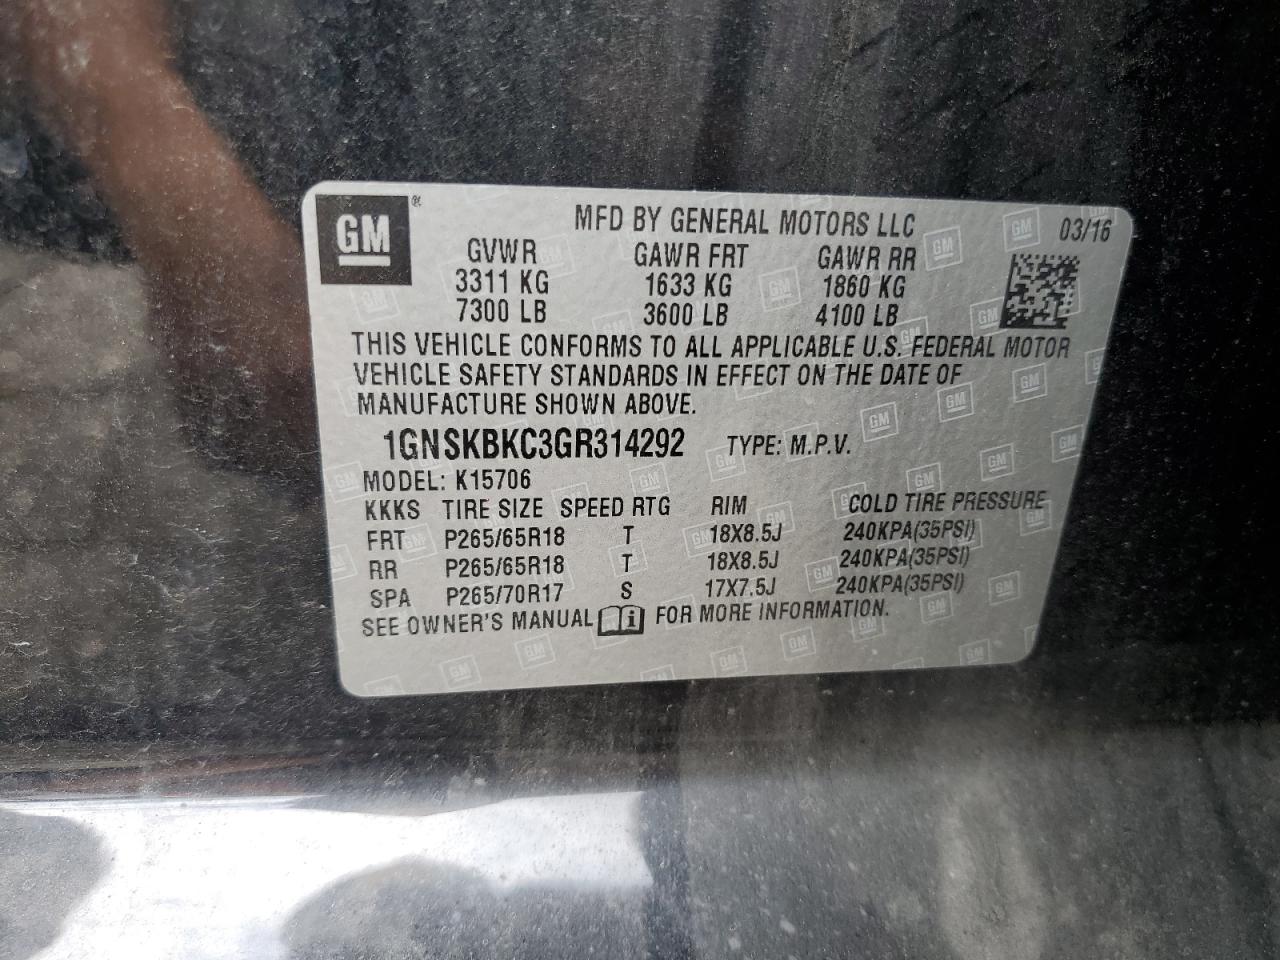 GM®
MFD BY GENERAL MOTORS LLC 03/16
GVWR GAWR FRT GAWR RR
3311 KG 1633 KG 1860 KG
7300 LB 3600 LB 4100 LB
THIS VEHICLE CONFORMS TO ALL APPLICABLE U.S. FEDERAL MOTOR
VEHICLE SAFETY STANDARDS IN EFFECT ON THE DATE OF
MANUFACTURE SHOWN ABOVE.
1GNSKBKC3GR314292 TYPE: M.P.V.
MODEL: K15706
KKKS TIRE SIZE SPEED RTG RIM COLD TIRE PRESSURE
FRT P265/65R18 T 18X8.5J 240KPA(35PSI)
RR P265/65R18 T 18X8.5J 240KPA(35PSI)
SPA P265/70R17 S 17X7.5J 240KPA(35PSI)
SEE OWNER'S MANUAL i FOR MORE INFORMATION.